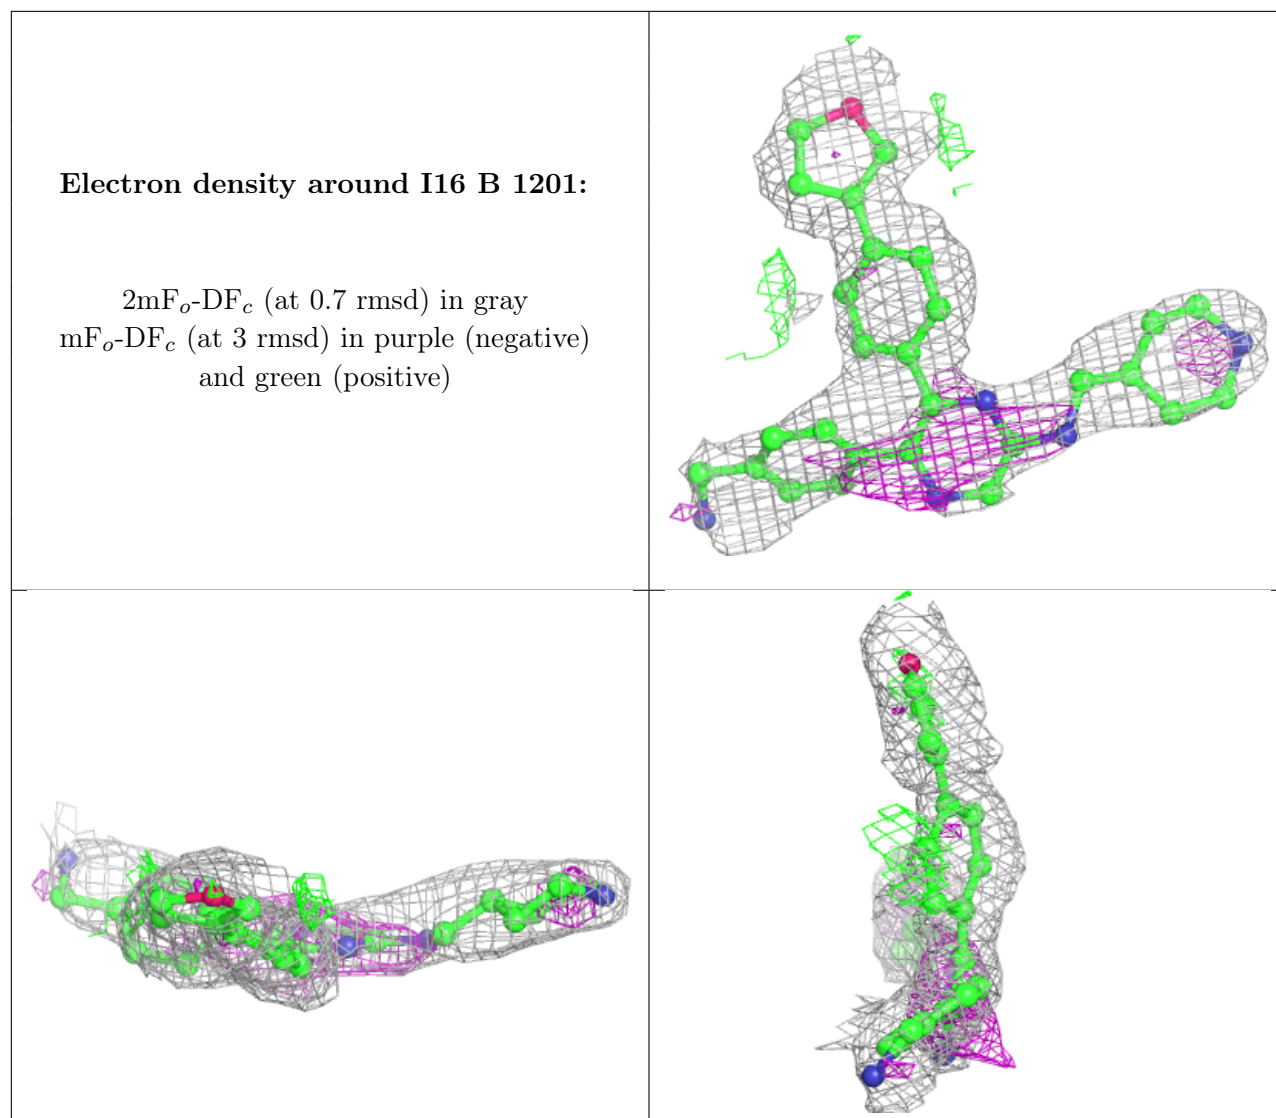 Electron density around I16 B 1201:
2mFo-DFc (at 0.7 rmsd) in gray
mFo-DFc (at 3 rmsd) in purple (negative)
and green (positive)